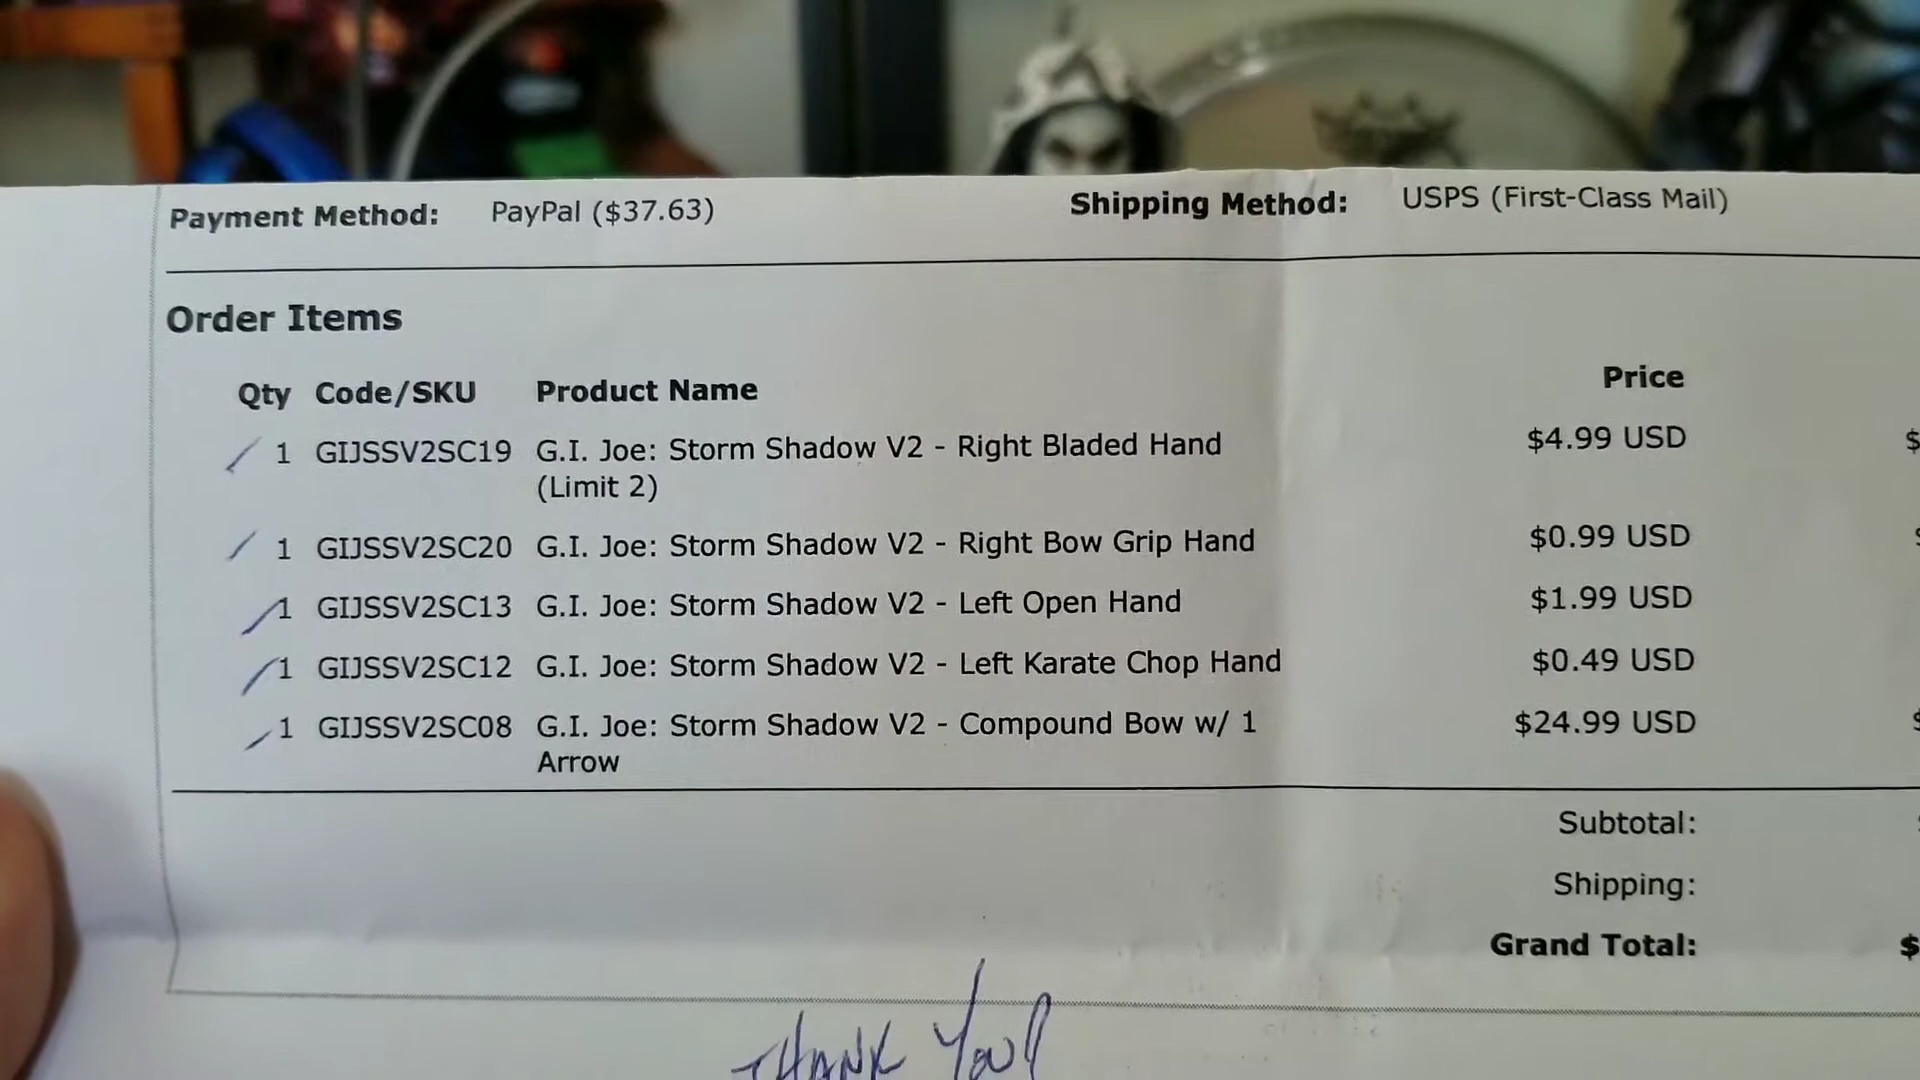 Payment Method: PayPal ($37.63) Shipping Method: USPS (First-Class Mail)
Order Items
Qty Code/SKU Product Name Price
1 GIJSSV2SC19 G.I. Joe: Storm Shadow V2 - Right Bladed Hand $4.99 USD $
(Limit 2)
1 GIJSSV2SC20 G.I. Joe: Storm Shadow V2 - Right Bow Grip Hand $0.99 USD
1 GIJSSV2SC13 G.I. Joe: Storm Shadow V2 - Left Open Hand $1.99 USD
1 GIJSSV2SC12 G.I. Joe: Storm Shadow V2 - Left Karate Chop Hand $0.49 USD
1 GIJSSV2SC08 G.I. Joe: Storm Shadow V2 - Compound Bow w/ 1 $24.99 USD $
Arrow
Subtotal:
Shipping:
Grand Total: $
THANK YOU!